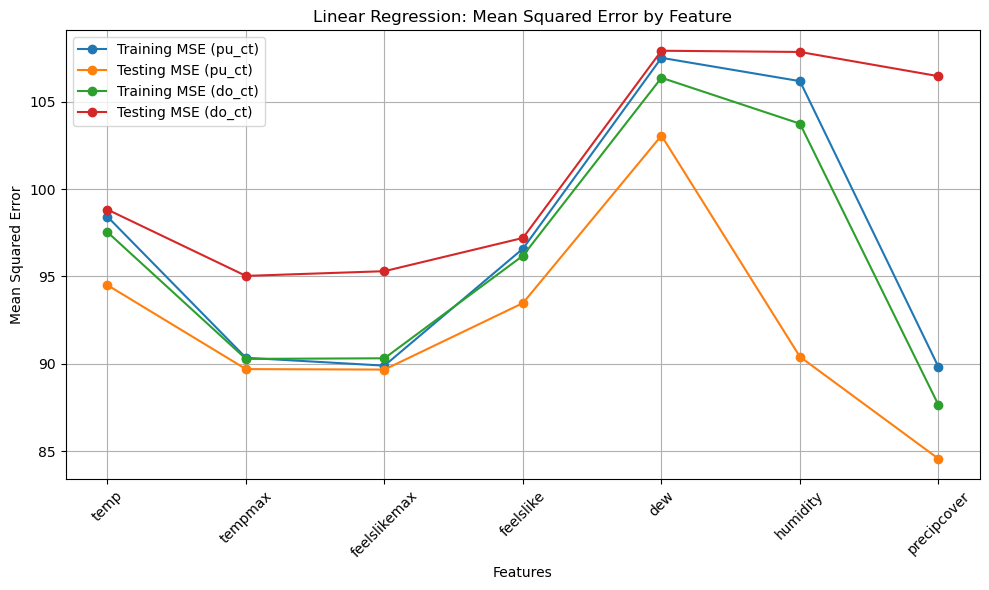 Linear Regression: Mean Squared Error by Feature
Training MSE (pu_ct)
Testing MSE (pu_ct)
Training MSE (do_ct)
Testing MSE (do_ct)
Mean Squared Error
105
100
95
90
85
temp
tempmax
feelslikemax
feelslike
dew
humidity
precipcover
Features